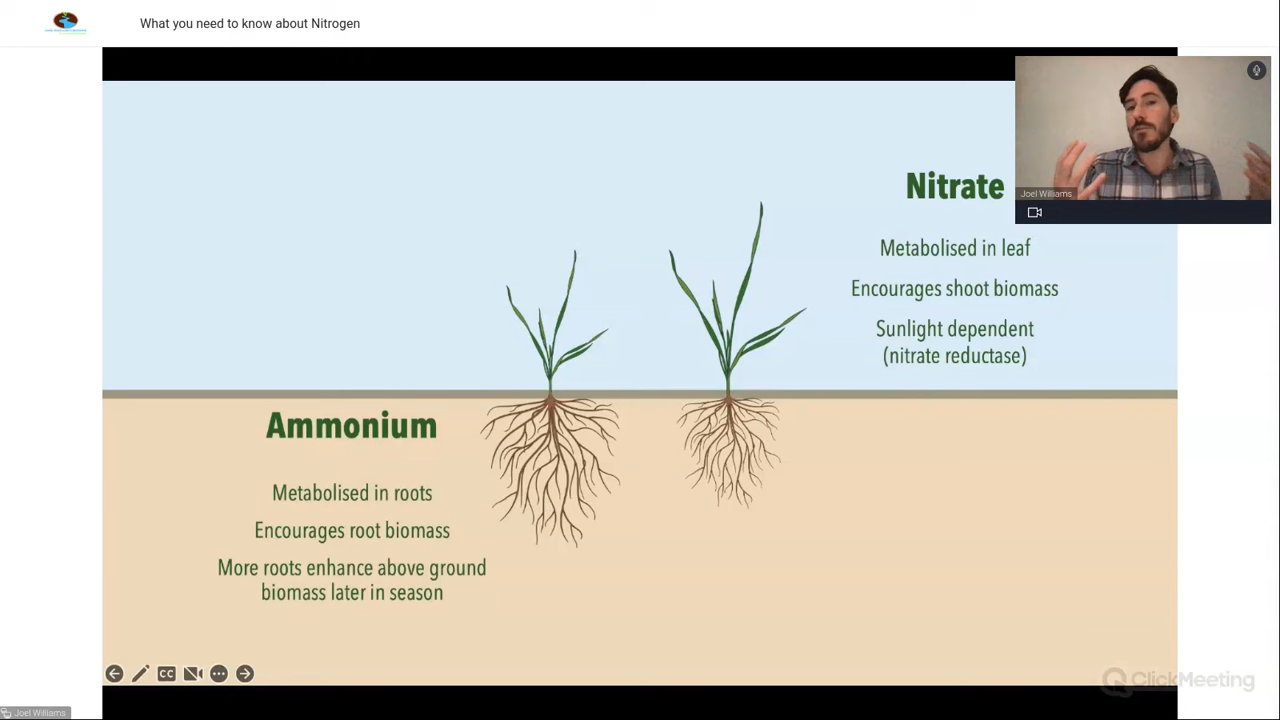 What you need to know about Nitrogen
Joel Williams
Nitrate
Metabolised in leaf
Encourages shoot biomass
Sunlight dependent
(nitrate reductase)
Ammonium
Metabolised in roots
Encourages root biomass
More roots enhance above ground
biomass later in season
CC
ClickMeeting
Joel Williams